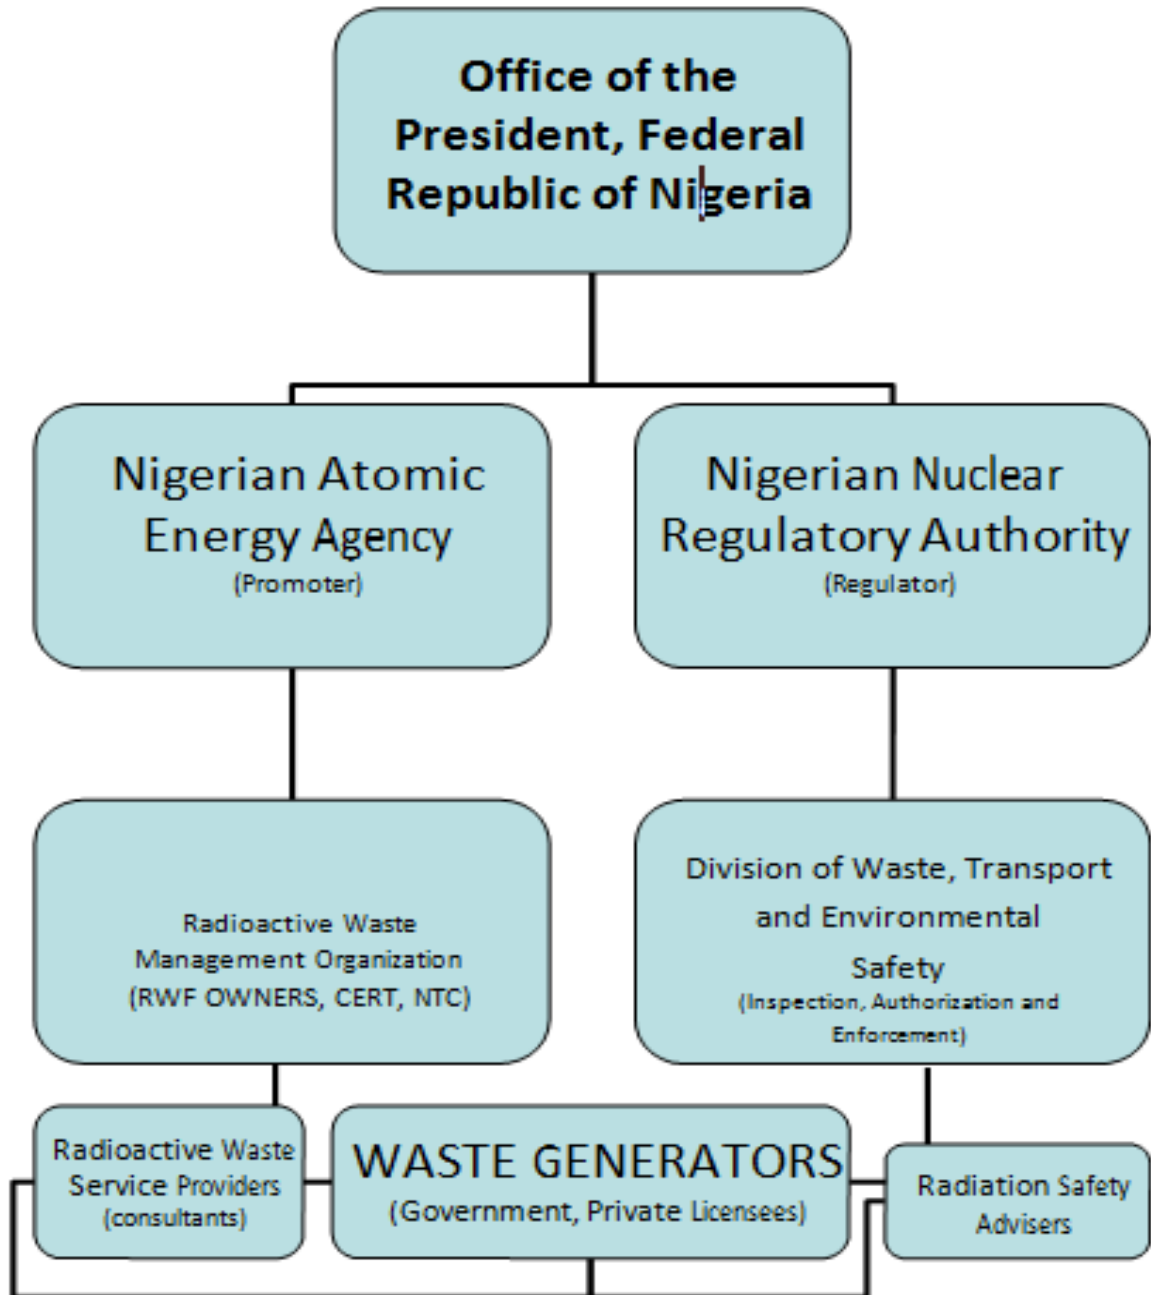 Office of the
President, Federal
Republic of Nigeria
Nigerian Atomic
Energy Agency
(Promoter)
Nigerian Nuclear
Regulatory Authority
(Regulator)
Radioactive Waste
Management Organization
(RWF OWNERS, CERT, NTC)
Division of Waste, Transport
and Environmental
Safety
(Inspection, Authorization and
Enforcement)
Radioactive Waste
Service Providers
(consultants)
WASTE GENERATORS
(Government, Private Licensees)
Radiation Safety
Advisers